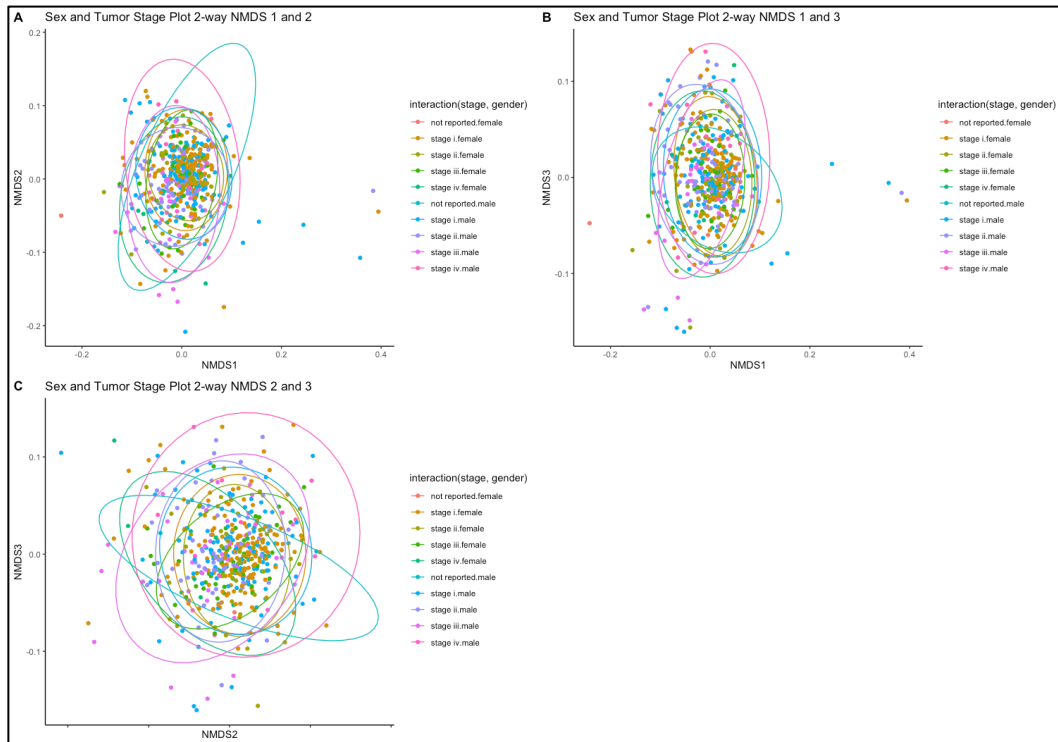 A Sex and Tumor Stage Plot 2-way NMDS 1 and 2
0.2
0.1
0.0
-0.1
-0.2
NMDS2
-0.2
0.0
0.2
0.4
NMDS1
interaction(stage, gender)
not reported.female
stage i.female
stage ii.female
stage iii.female
stage iv.female
not reported.male
stage i.male
stage ii.male
stage iii.male
stage iv.male
B Sex and Tumor Stage Plot 2-way NMDS 1 and 3
0.1
0.0
-0.1
NMDS3
-0.2
0.0
0.2
0.4
NMDS1
interaction(stage, gender)
not reported.female
stage i.female
stage ii.female
stage iii.female
stage iv.female
not reported.male
stage i.male
stage ii.male
stage iii.male
stage iv.male
C Sex and Tumor Stage Plot 2-way NMDS 2 and 3
0.1
0.0
-0.1
NMDS3
NMDS2
interaction(stage, gender)
not reported.female
stage i.female
stage ii.female
stage iii.female
stage iv.female
not reported.male
stage i.male
stage ii.male
stage iii.male
stage iv.male